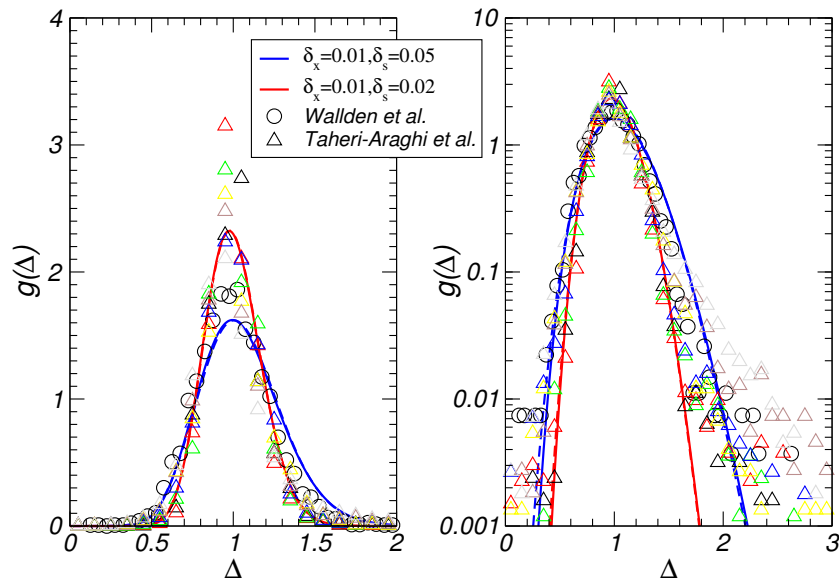 4
3
2
1
0
g(Δ)
0
0.5
1
1.5
2
Δ
δx=0.01,δs=0.05
δx=0.01,δs=0.02
Wallden et al.
Taheri-Araghi et al.
10
1
0.1
0.01
0.001
g(Δ)
0
1
2
3
Δ